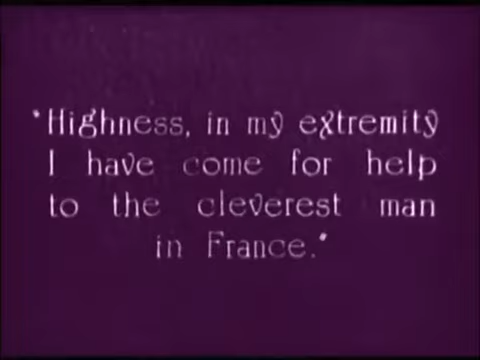 "Highness, in my extremity
I have come for help
to the cleverest man
in France."